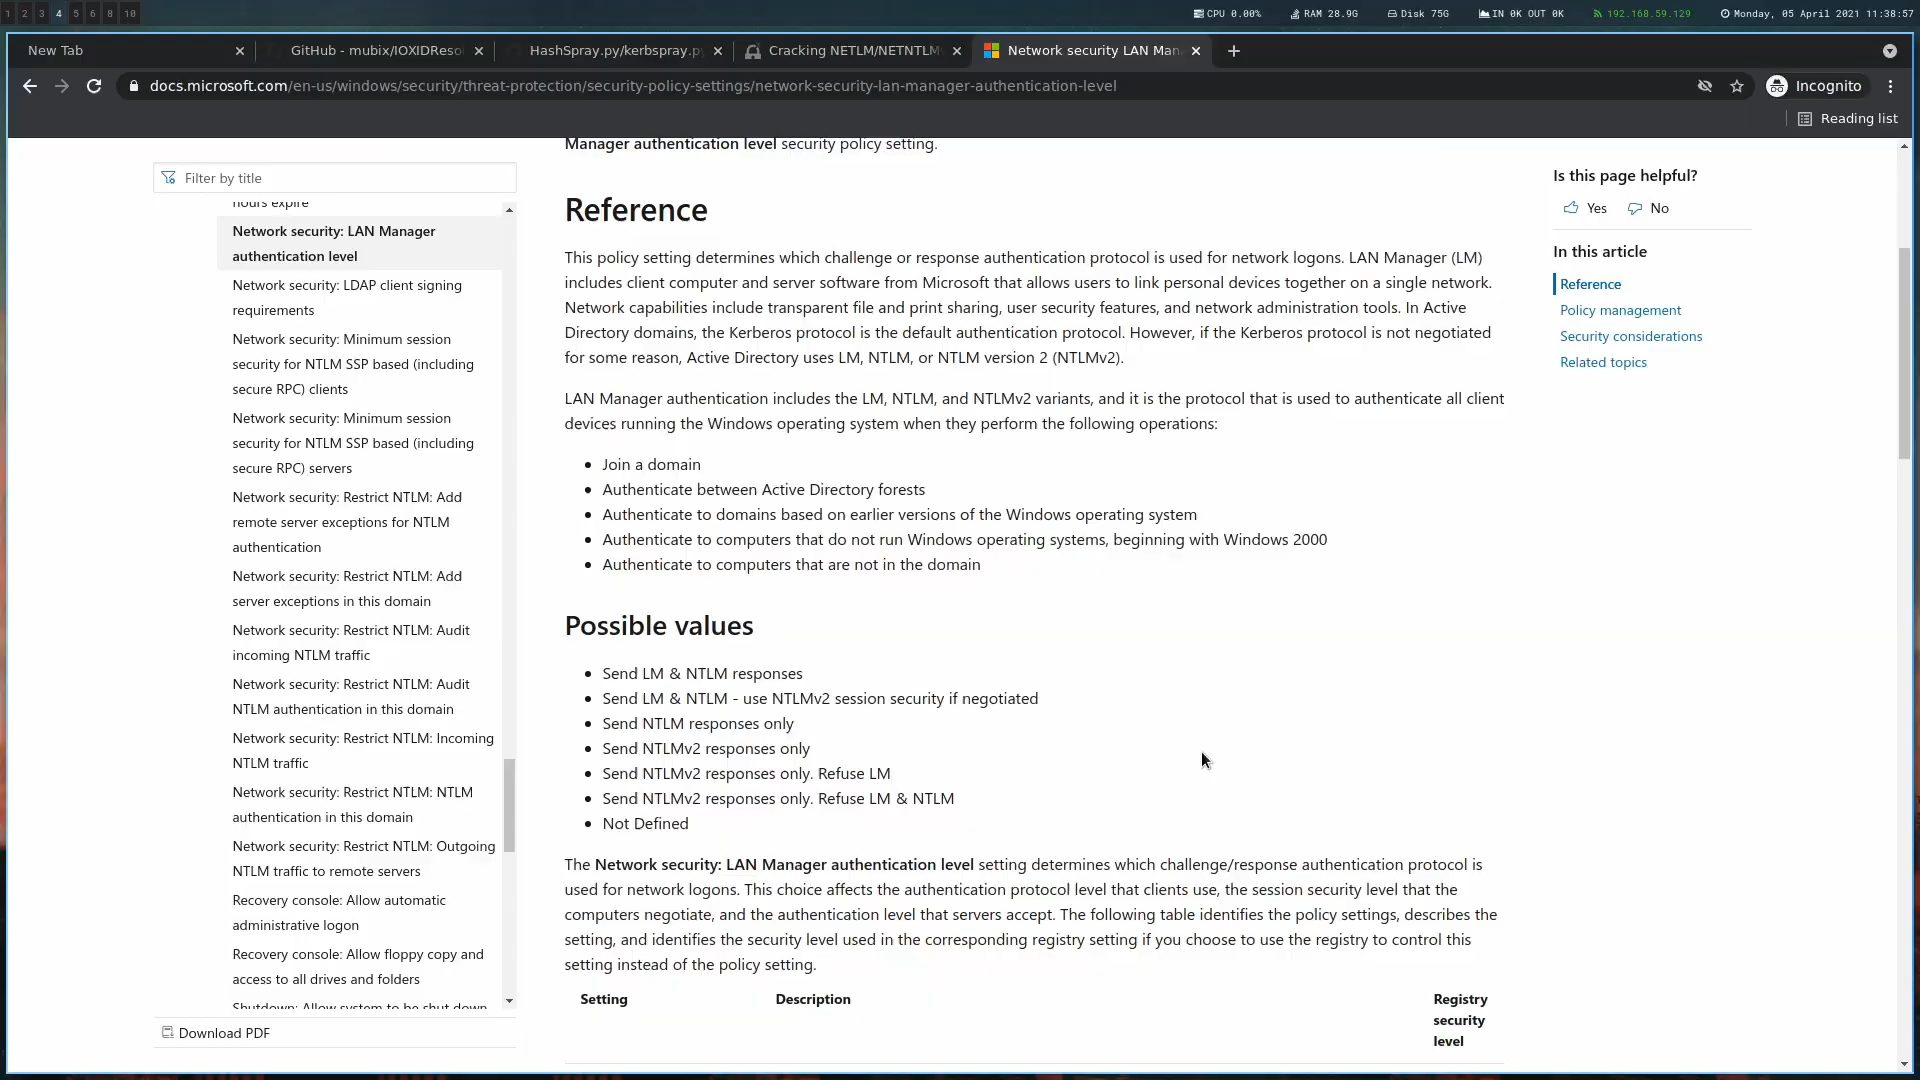 1 2 3 4 5 6 8 10
CPU 0.00% RAM 28.9G Disk 75G IN 0K OUT 0K 192.168.59.129 Monday, 05 April 2021 11:38:57
New Tab
GitHub - mubix/IOXIDReso
HashSpray.py/kerbspray.p
Cracking NETLM/NETNTLM
Network security LAN Man
docs.microsoft.com/en-us/windows/security/threat-protection/security-policy-settings/network-security-lan-manager-authentication-level
Incognito
Reading list
Filter by title
hours expire
Network security: LAN Manager
authentication level
Network security: LDAP client signing
requirements
Network security: Minimum session
security for NTLM SSP based (including
secure RPC) clients
Network security: Minimum session
security for NTLM SSP based (including
secure RPC) servers
Network security: Restrict NTLM: Add
remote server exceptions for NTLM
authentication
Network security: Restrict NTLM: Add
server exceptions in this domain
Network security: Restrict NTLM: Audit
incoming NTLM traffic
Network security: Restrict NTLM: Audit
NTLM authentication in this domain
Network security: Restrict NTLM: Incoming
NTLM traffic
Network security: Restrict NTLM: NTLM
authentication in this domain
Network security: Restrict NTLM: Outgoing
NTLM traffic to remote servers
Recovery console: Allow automatic
administrative logon
Recovery console: Allow floppy copy and
access to all drives and folders
Shutdown: Allow system to be shut down
Download PDF
Manager authentication level security policy setting.
Reference
This policy setting determines which challenge or response authentication protocol is used for network logons. LAN Manager (LM)
includes client computer and server software from Microsoft that allows users to link personal devices together on a single network.
Network capabilities include transparent file and print sharing, user security features, and network administration tools. In Active
Directory domains, the Kerberos protocol is the default authentication protocol. However, if the Kerberos protocol is not negotiated
for some reason, Active Directory uses LM, NTLM, or NTLM version 2 (NTLMv2).
LAN Manager authentication includes the LM, NTLM, and NTLMv2 variants, and it is the protocol that is used to authenticate all client
devices running the Windows operating system when they perform the following operations:
• Join a domain
• Authenticate between Active Directory forests
• Authenticate to domains based on earlier versions of the Windows operating system
• Authenticate to computers that do not run Windows operating systems, beginning with Windows 2000
• Authenticate to computers that are not in the domain
Possible values
• Send LM & NTLM responses
• Send LM & NTLM - use NTLMv2 session security if negotiated
• Send NTLM responses only
• Send NTLMv2 responses only
• Send NTLMv2 responses only. Refuse LM
• Send NTLMv2 responses only. Refuse LM & NTLM
• Not Defined
The Network security: LAN Manager authentication level setting determines which challenge/response authentication protocol is
used for network logons. This choice affects the authentication protocol level that clients use, the session security level that the
computers negotiate, and the authentication level that servers accept. The following table identifies the policy settings, describes the
setting, and identifies the security level used in the corresponding registry setting if you choose to use the registry to control this
setting instead of the policy setting.
Setting Description Registry
security
level
Is this page helpful?
Yes No
In this article
Reference
Policy management
Security considerations
Related topics